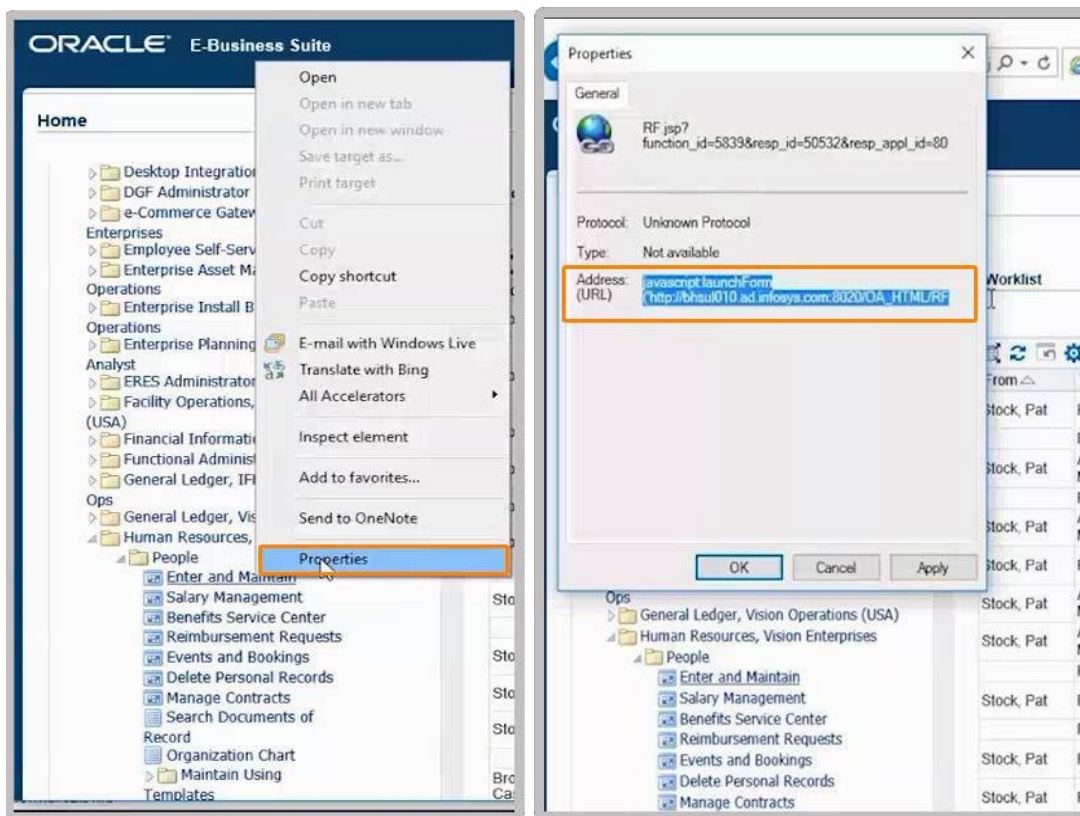 ORACLE E-Business Suite
Home
Desktop Integration
DGF Administrator
e-Commerce Gatew
Enterprises
Employee Self-Serv
Enterprise Asset Ma
Operations
Enterprise Install B
Operations
Enterprise Planning
Analyst
ERES Administrator
Facility Operations,
(USA)
Financial Informati
Functional Adminis
General Ledger, IF
Ops
General Ledger, Vis
Human Resources,
People
Enter and Maintain
Salary Management
Benefits Service Center
Reimbursement Requests
Events and Bookings
Delete Personal Records
Manage Contracts
Search Documents of
Record
Organization Chart
Maintain Using
Templates
Open
Open in new tab
Open in new window
Save target as...
Print target
Cut
Copy
Copy shortcut
Paste
E-mail with Windows Live
Translate with Bing
All Accelerators
Inspect element
Add to favorites...
Send to OneNote
Properties
Sto
Sto
Sto
Sto
Bro
Ca
Properties
General
RF.jsp?
function_id=5839&resp_id=50532&resp_appl_id=80
Protocol: Unknown Protocol
Type: Not available
Address: javascript:launchForm
(URL) ('http://bhsul010.ad.infosys.com:8020/OA_HTML/RF
OK Cancel Apply
Worklist
From
Stock, Pat
Stock, Pat
Stock, Pat
Stock, Pat
Stock, Pat
Stock, Pat
Stock, Pat
Stock, Pat
Stock, Pat
Ops
General Ledger, Vision Operations (USA)
Human Resources, Vision Enterprises
People
Enter and Maintain
Salary Management
Benefits Service Center
Reimbursement Requests
Events and Bookings
Delete Personal Records
Manage Contracts